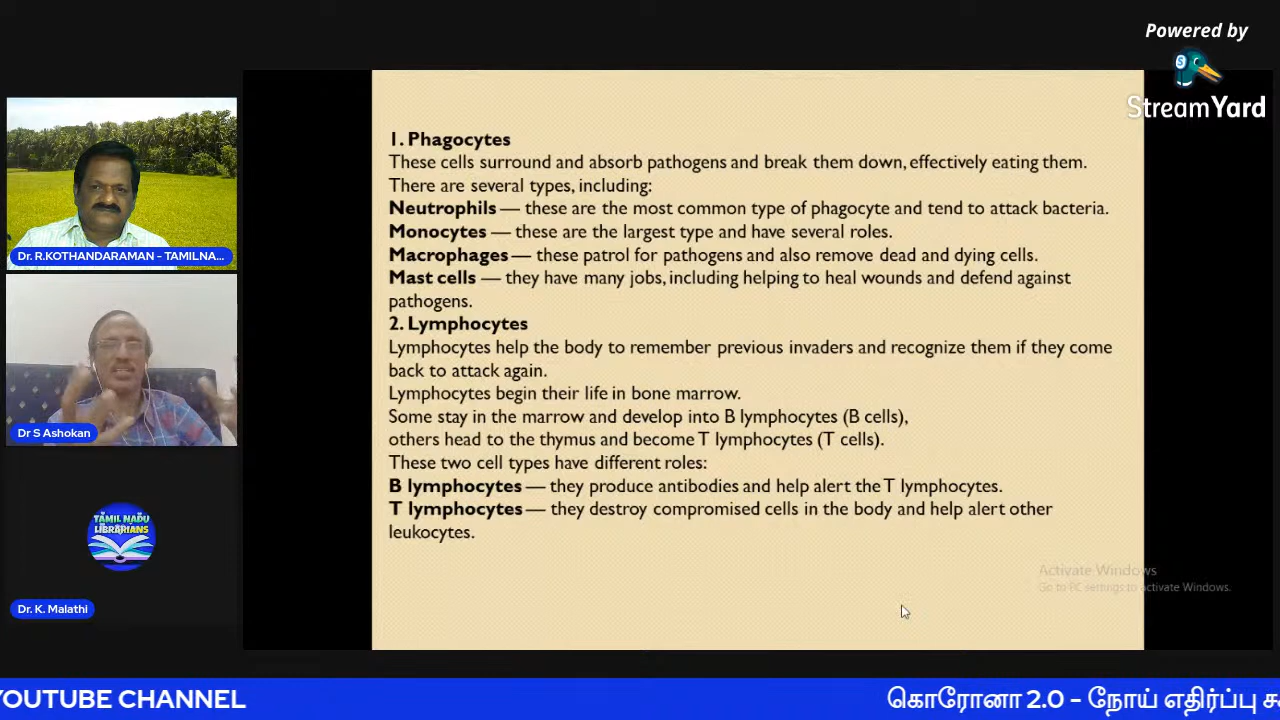 Powered by
StreamYard
1. Phagocytes
These cells surround and absorb pathogens and break them down, effectively eating them.
There are several types, including:
Neutrophils — these are the most common type of phagocyte and tend to attack bacteria.
Monocytes — these are the largest type and have several roles.
Macrophages — these patrol for pathogens and also remove dead and dying cells.
Mast cells — they have many jobs, including helping to heal wounds and defend against
pathogens.
2. Lymphocytes
Lymphocytes help the body to remember previous invaders and recognize them if they come
back to attack again.
Lymphocytes begin their life in bone marrow.
Some stay in the marrow and develop into B lymphocytes (B cells),
others head to the thymus and become T lymphocytes (T cells).
These two cell types have different roles:
B lymphocytes — they produce antibodies and help alert the T lymphocytes.
T lymphocytes — they destroy compromised cells in the body and help alert other
leukocytes.
Dr. R.KOTHANDARAMAN - TAMILNA...
Dr S Ashokan
TAMIL NADU
LIBRARIANS
Dr. K. Malathi
Activate Windows
Go to PC settings to activate Windows.
YOUTUBE CHANNEL
கொரோனா 2.0 - நோய் எதிர்ப்பு